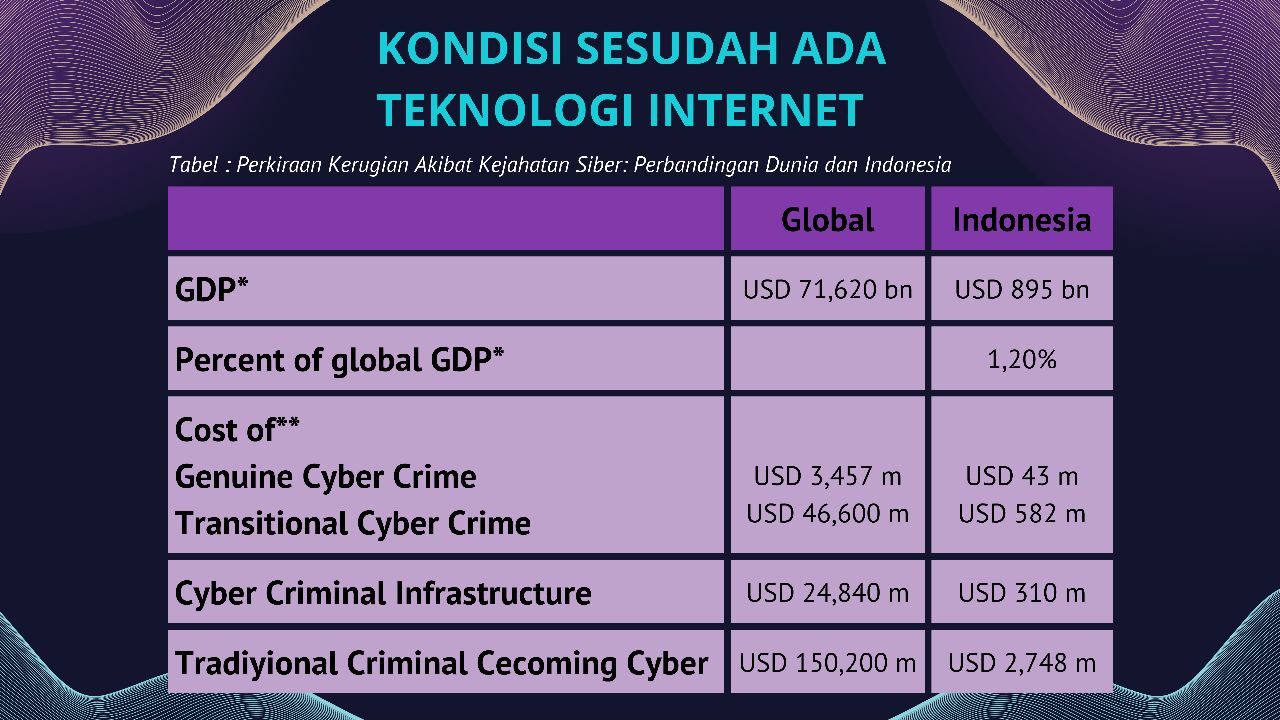 KONDISI SESUDAH ADA
TEKNOLOGI INTERNET
Tabel : Perkiraan Kerugian Akibat Kejahatan Siber: Perbandingan Dunia dan Indonesia
Global Indonesia
GDP* USD 71,620 bn USD 895 bn
Percent of global GDP* 1,20%
Cost of**
Genuine Cyber Crime USD 3,457 m USD 43 m
Transitional Cyber Crime USD 46,600 m USD 582 m
Cyber Criminal Infrastructure USD 24,840 m USD 310 m
Tradiyional Criminal Cecoming Cyber USD 150,200 m USD 2,748 m